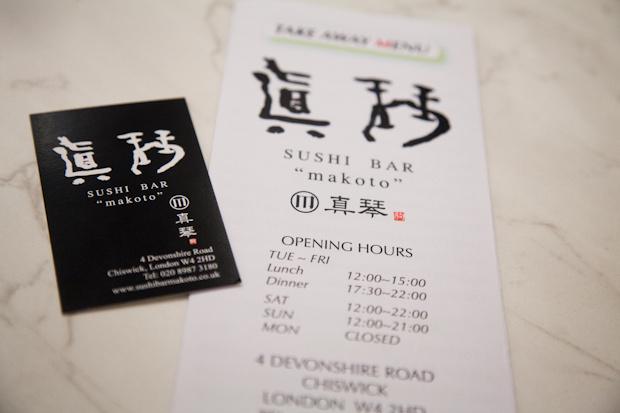 眞琴
SUSHI BAR
"makoto"
真琴
4 Devonshire Road
Chiswick, London W4 2HD
Tel: 020 8987 3180
www.sushibarmakoto.co.uk
TAKE AWAY MENU
眞琴
SUSHI BAR
"makoto"
真琴
OPENING HOURS
TUE ~ FRI
Lunch 12:00~15:00
Dinner 17:30~22:00
SAT 12:00~22:00
SUN 12:00~21:00
MON CLOSED
4 DEVONSHIRE ROAD
CHISWICK
LONDON W4 2HD